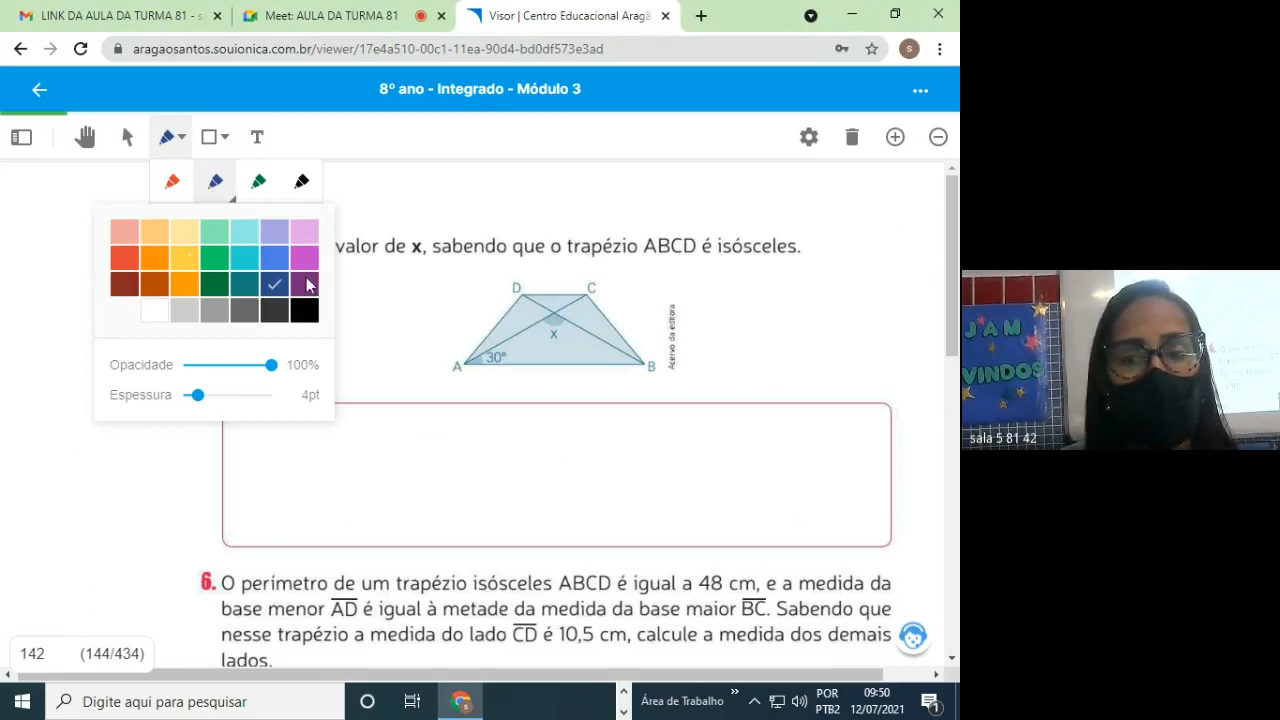 LINK DA AULA DA TURMA 81 - s
Meet: AULA DA TURMA 81
Visor | Centro Educacional Aragã
aragaosantos.souionica.com.br/viewer/17e4a510-00c1-11ea-90d4-bd0df573e3ad
s
8º ano - Integrado - Módulo 3
T
valor de x, sabendo que o trapézio ABCD é isósceles.
D
C
x
A
30°
B
Acervo da editora
Opacidade
100%
Espessura
4pt
6. O perímetro de um trapézio isósceles ABCD é igual a 48 cm, e a medida da
base menor AD é igual à metade da medida da base maior BC. Sabendo que
nesse trapézio a medida do lado CD é 10,5 cm, calcule a medida dos demais
lados.
142 (144/434)
JAM
VINDOS
sala 5 81 42
Digite aqui para pesquisar
Área de Trabalho
POR
PTB2
09:50
12/07/2021
1